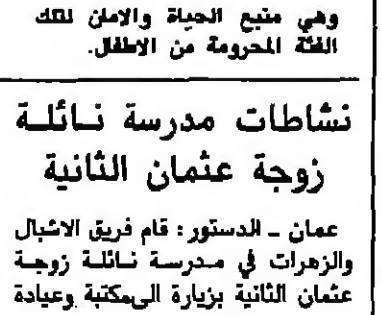 وهي منبع الحياة والامان لتلك
الفئة المحرومة من الاطفال.
نشاطات مدرسة نائلة
زوجة عثمان الثانية
عمان ـ الدستور : قام فريق الاشبال
والزهرات في مدرسة نائلة زوجة
عثمان الثانية بزيارة الى مكتبة وعيادة